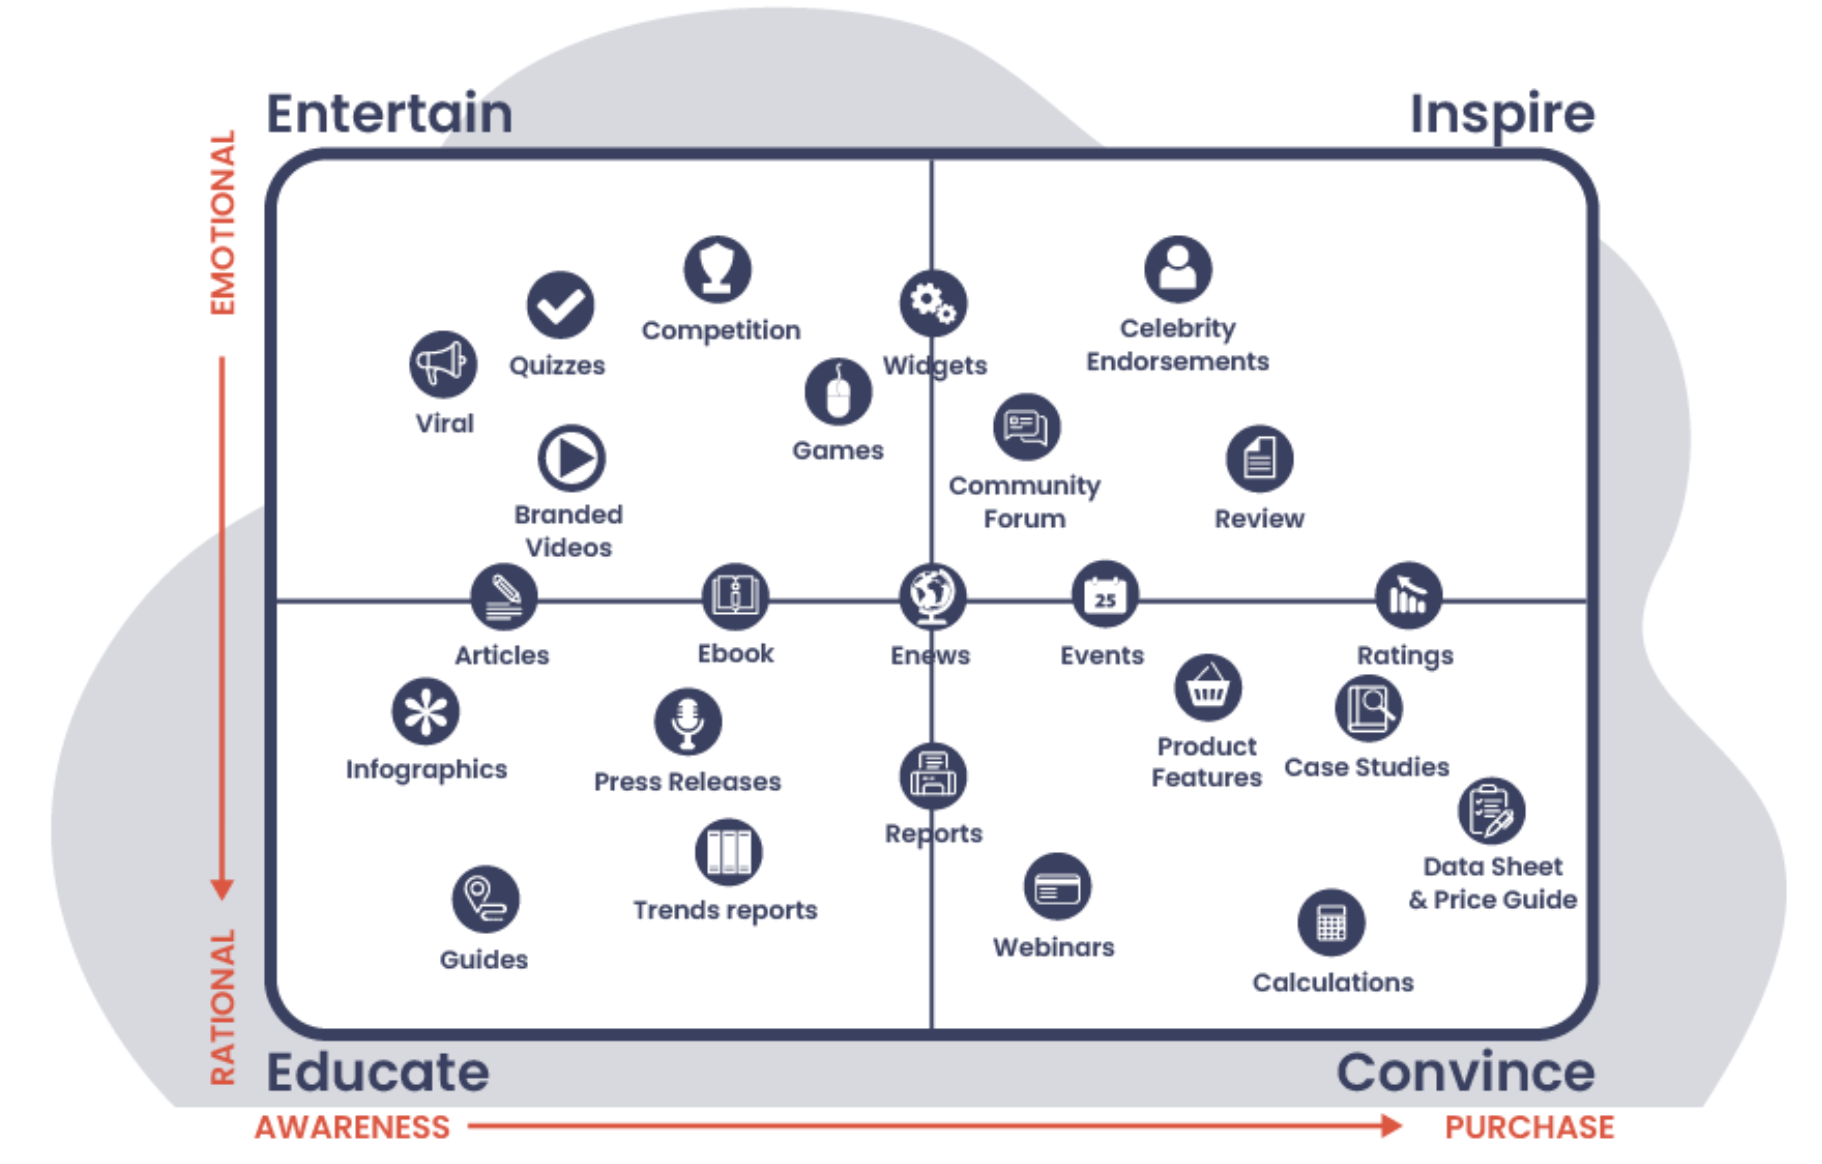 Entertain
Inspire
EMOTIONAL
Competition
Quizzes
Viral
Widgets
Games
Celebrity
Endorsements
Community
Forum
Review
Branded
Videos
25
Articles
Ebook
Enews
Events
Ratings
Infographics
Press Releases
Reports
Product
Features
Case Studies
Trends reports
Guides
Webinars
Data Sheet
& Price Guide
Calculations
RATIONAL
Educate
Convince
AWARENESS
PURCHASE